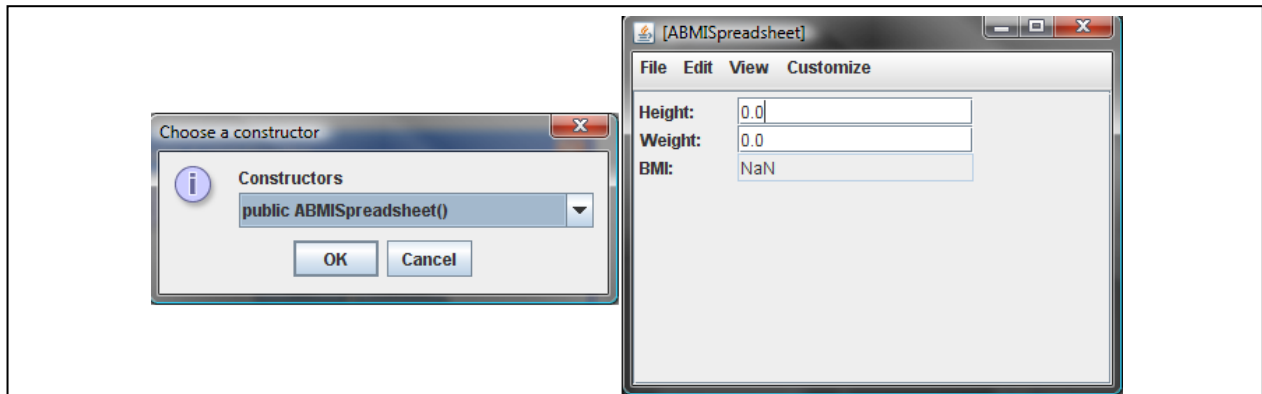 Choose a constructor
i
Constructors
public ABMISpreadsheet()
OK Cancel
[ABMISpreadsheet]
File Edit View Customize
Height: 0.0
Weight: 0.0
BMI: NaN